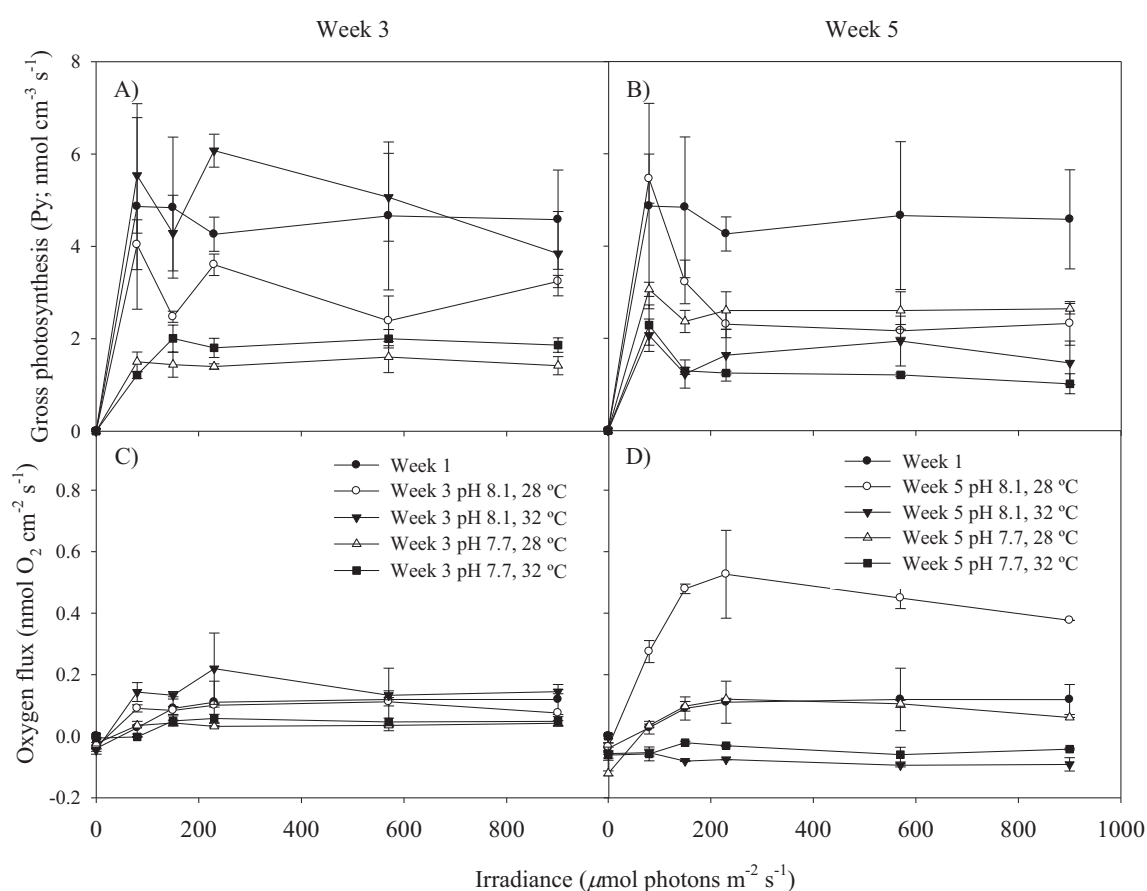 Week 3
Week 5
Gross photosynthesis (Py; nmol cm-3 s-1)
8
6
4
2
0
A)
B)
Oxygen flux (nmol O2 cm-2 s-1)
0.8
0.6
0.4
0.2
0.0
-0.2
C)
Week 1
Week 3 pH 8.1, 28 ºC
Week 3 pH 8.1, 32 ºC
Week 3 pH 7.7, 28 ºC
Week 3 pH 7.7, 32 ºC
D)
Week 1
Week 5 pH 8.1, 28 ºC
Week 5 pH 8.1, 32 ºC
Week 5 pH 7.7, 28 ºC
Week 5 pH 7.7, 32 ºC
0 200 400 600 800 0 200 400 600 800 1000
Irradiance (μmol photons m-2 s-1)